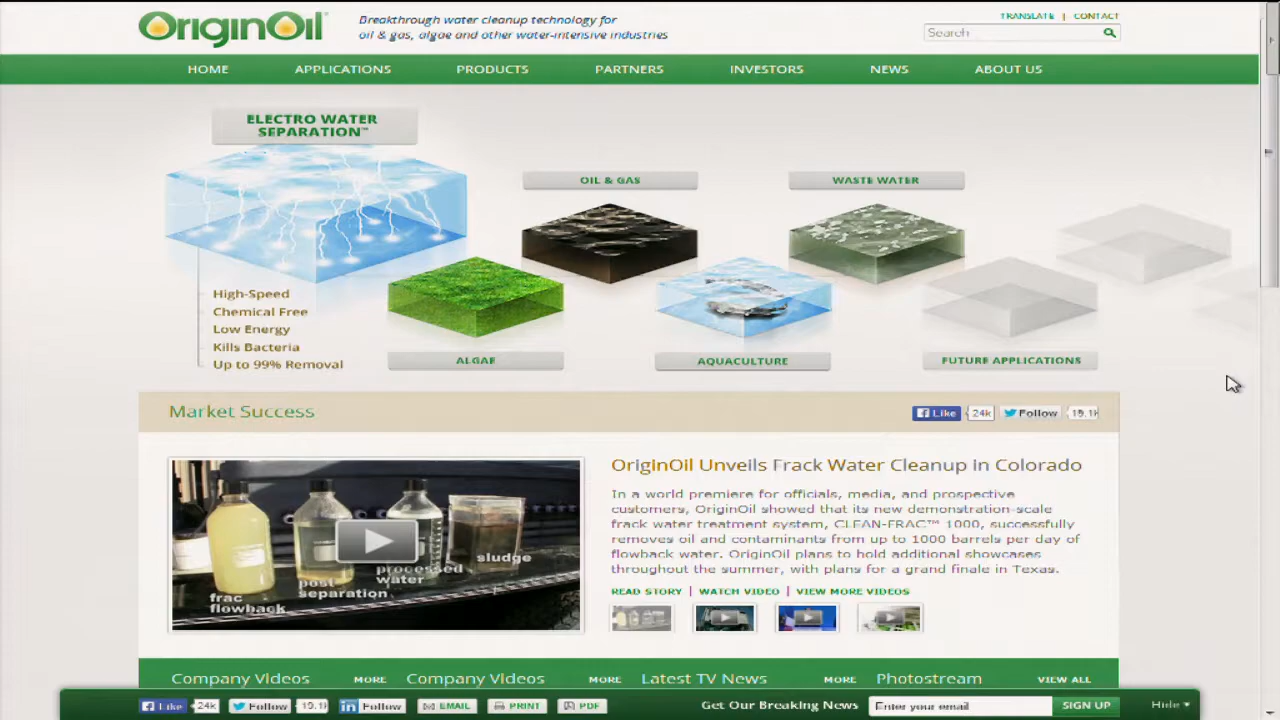 OriginOil
Breakthrough water cleanup technology for
oil & gas, algae and other water-intensive industries
TRANSLATE | CONTACT
Search
HOME APPLICATIONS PRODUCTS PARTNERS INVESTORS NEWS ABOUT US
ELECTRO WATER
SEPARATION™
OIL & GAS
WASTE WATER
High-Speed
Chemical Free
Low Energy
Kills Bacteria
Up to 99% Removal
ALGAE
AQUACULTURE
FUTURE APPLICATIONS
Market Success
Like 24k Follow 19.1k
frac
flowback
post
separation
processed
water
sludge
OriginOil Unveils Frack Water Cleanup in Colorado
In a world premiere for officials, media, and prospective
customers, OriginOil showed that its new demonstration-scale
frack water treatment system, CLEAN-FRAC™ 1000, successfully
removes oil and contaminants from up to 1000 barrels per day of
flowback water. OriginOil plans to hold additional showcases
throughout the summer, with plans for a grand finale in Texas.
READ STORY | WATCH VIDEO | VIEW MORE VIDEOS
Company Videos MORE Company Videos MORE Latest TV News MORE Photostream VIEW ALL
Like 24k Follow 19.1k Follow EMAIL PRINT PDF Get Our Breaking News Enter your email SIGN UP Hide